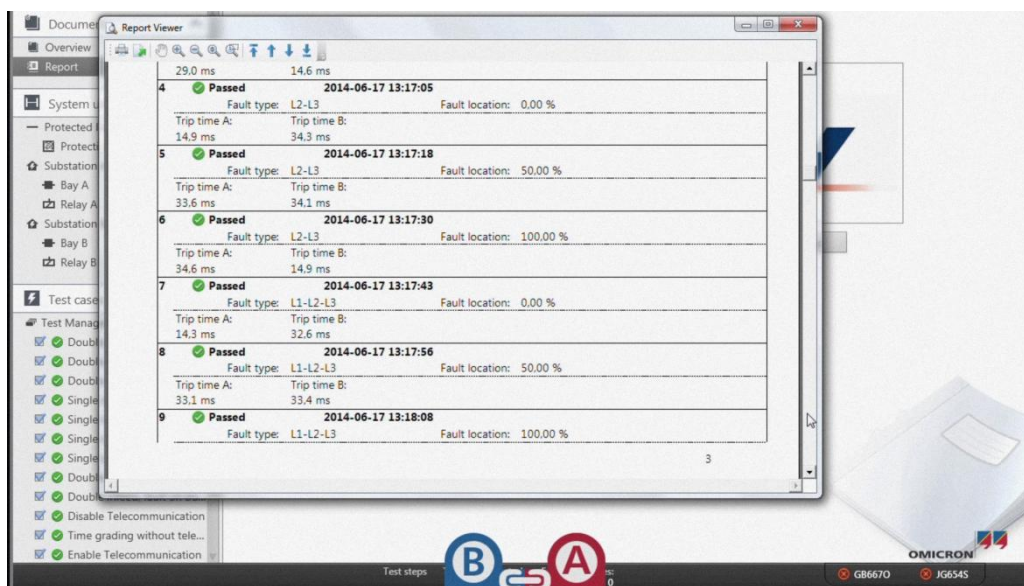 Docume
Overview
Report
System u
Protected
Protect
Substation
Bay A
Relay A
Substation
Bay B
Relay B
Test case
Test Manag
Doubl
Doubl
Doubl
Single
Single
Single
Single
Doubl
Doubl
Disable Telecommunication
Time grading without tele...
Enable Telecommunication
Report Viewer
29.0 ms 14.6 ms
4 Passed 2014-06-17 13:17:05
Fault type: L2-L3 Fault location: 0,00 %
Trip time A: Trip time B:
14,9 ms 34,3 ms
5 Passed 2014-06-17 13:17:18
Fault type: L2-L3 Fault location: 50,00 %
Trip time A: Trip time B:
33,6 ms 34,1 ms
6 Passed 2014-06-17 13:17:30
Fault type: L2-L3 Fault location: 100,00 %
Trip time A: Trip time B:
34,6 ms 14,9 ms
7 Passed 2014-06-17 13:17:43
Fault type: L1-L2-L3 Fault location: 0,00 %
Trip time A: Trip time B:
14,3 ms 32,6 ms
8 Passed 2014-06-17 13:17:56
Fault type: L1-L2-L3 Fault location: 50,00 %
Trip time A: Trip time B:
33,1 ms 33,4 ms
9 Passed 2014-06-17 13:18:08
Fault type: L1-L2-L3 Fault location: 100,00 %
3
OMICRON
Test steps
B A
0
GB667O JG654S